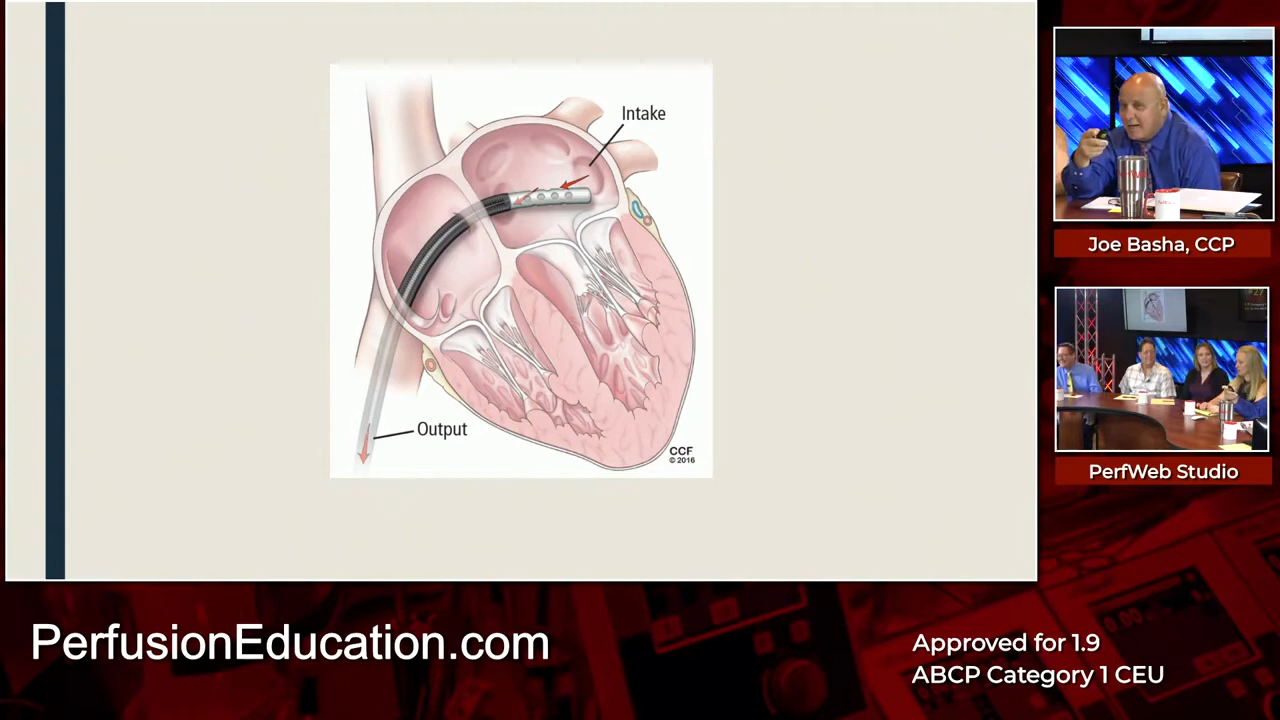 Intake
Output
CCF
© 2016
Joe Basha, CCP
PerfWeb Studio
PerfusionEducation.com
Approved for 1.9
ABCP Category 1 CEU